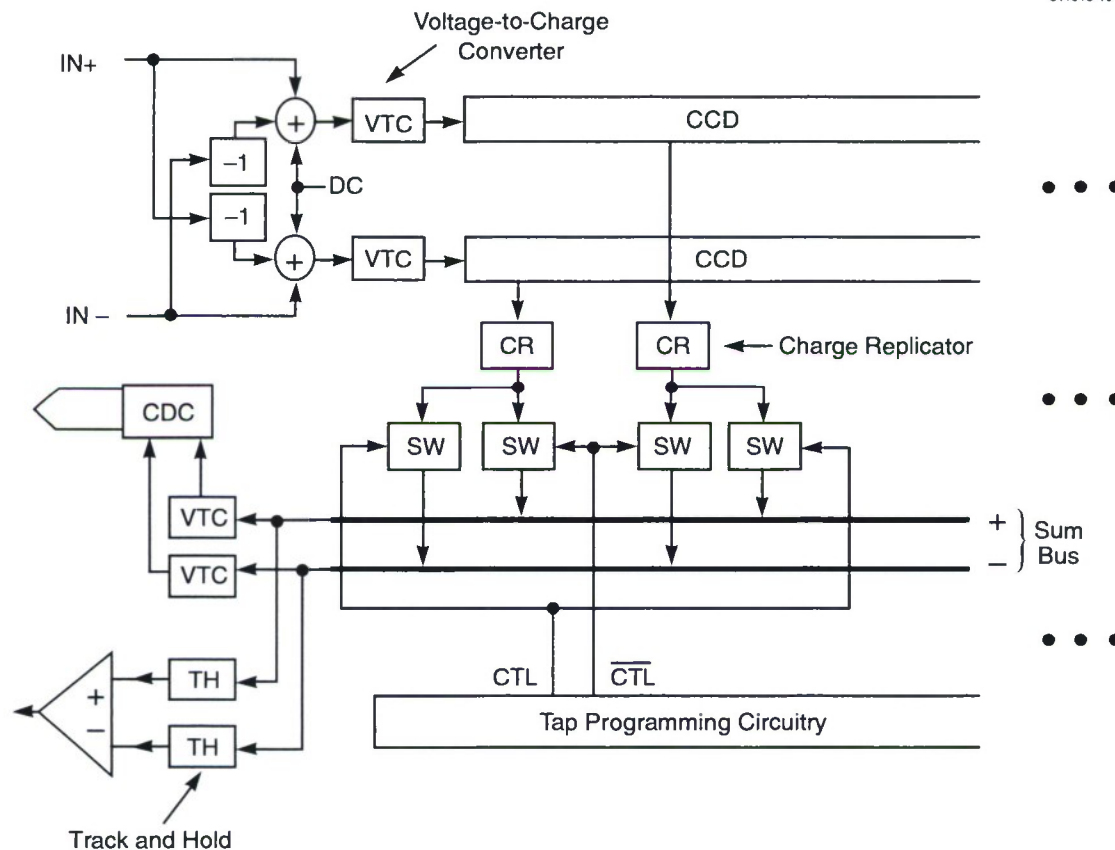 Voltage-to-Charge
Converter
IN+
VTC
CCD
+
−1
DC
−1
+
VTC
CCD
IN −
CR
CR
Charge Replicator
CDC
SW
SW
SW
SW
VTC
+
Sum
Bus
−
VTC
CTL
CTL
TH
+
−
TH
Tap Programming Circuitry
Track and Hold